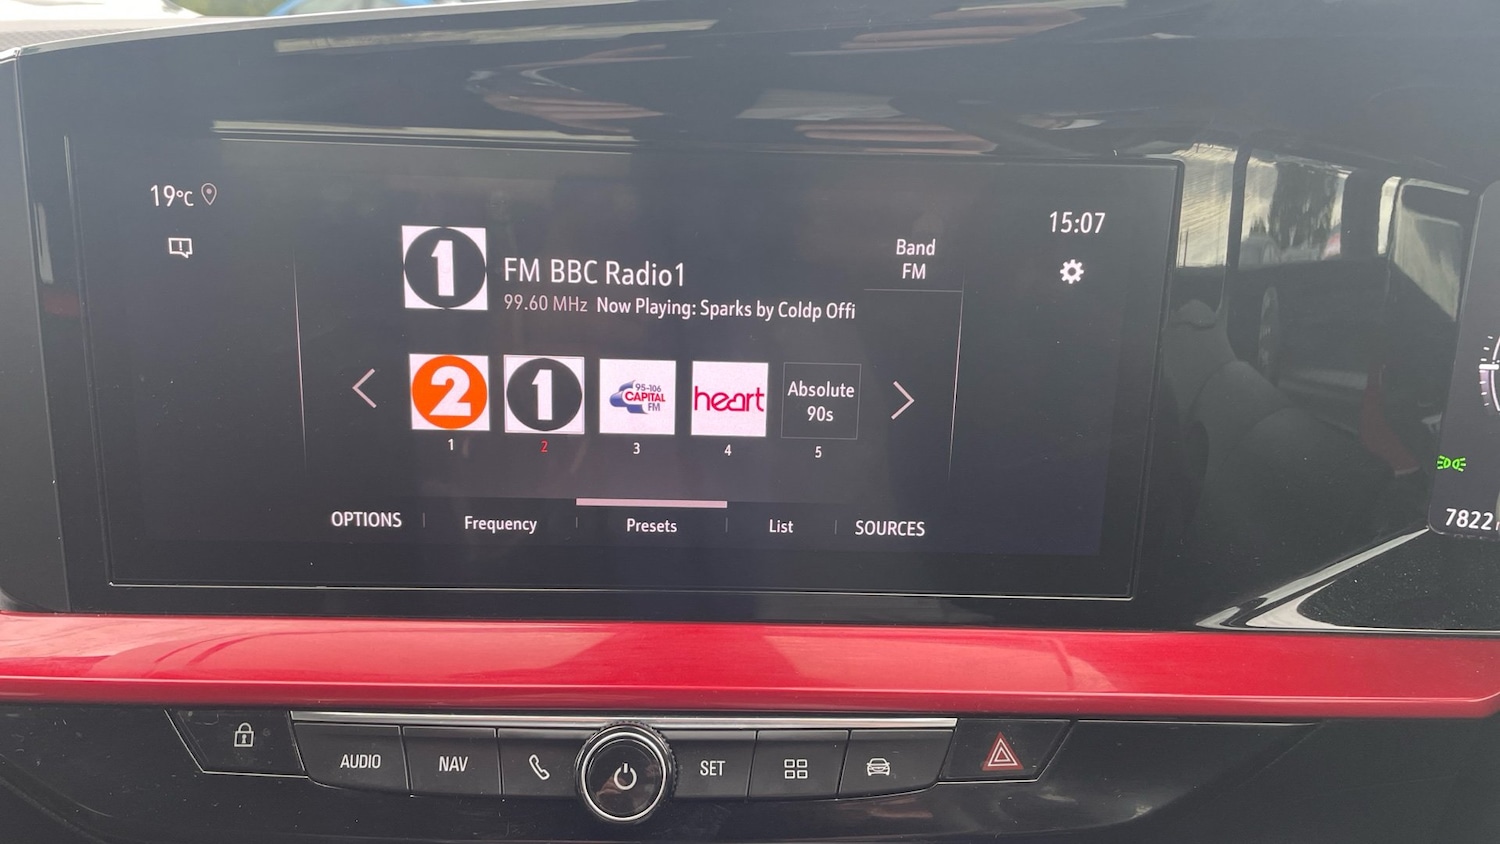 19°C
15:07
1
FM BBC Radio1
99.60 MHz Now Playing: Sparks by Coldp Offi
Band
FM
2
1
95-106
CAPITAL
FM
heart
Absolute
90s
1
2
3
4
5
OPTIONS
Frequency
Presets
List
SOURCES
7822
AUDIO
NAV
SET